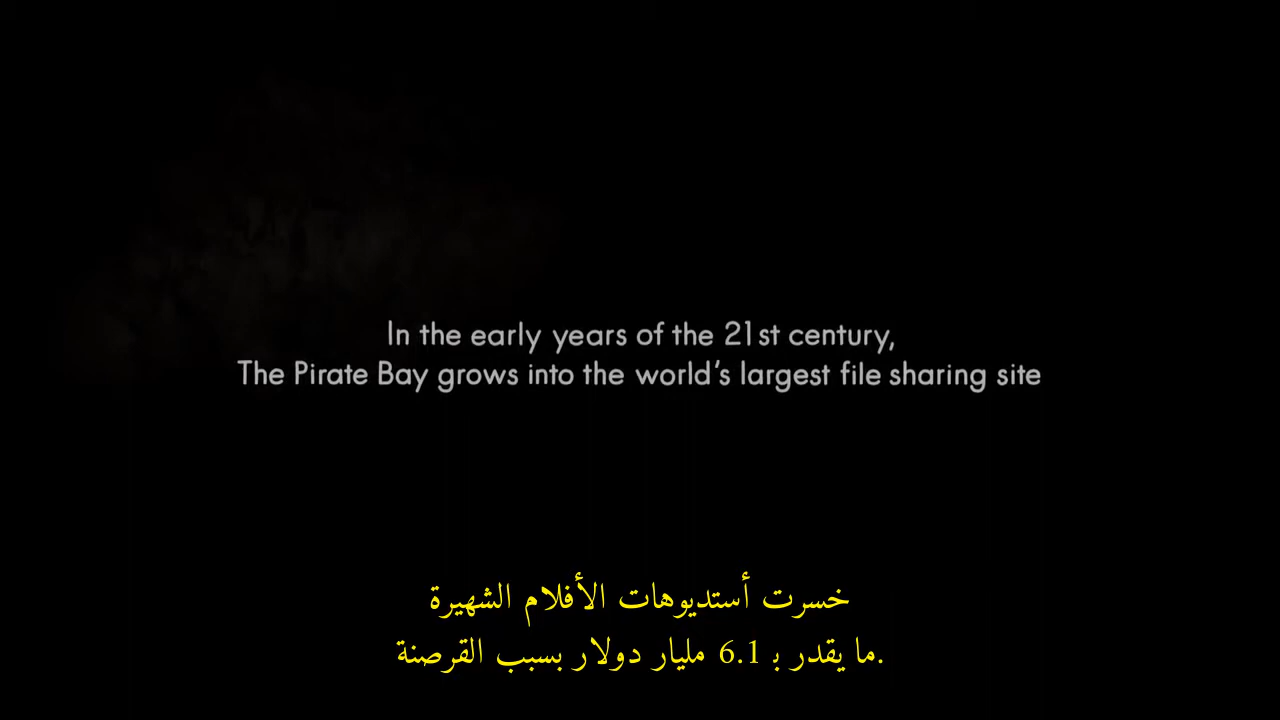 In the early years of the 21st century,
The Pirate Bay grows into the world's largest file sharing site
خسرت أستديوهات الأفلام الشهيرة
ما يقدر بـ 6.1 مليار دولار بسبب القرصنة.